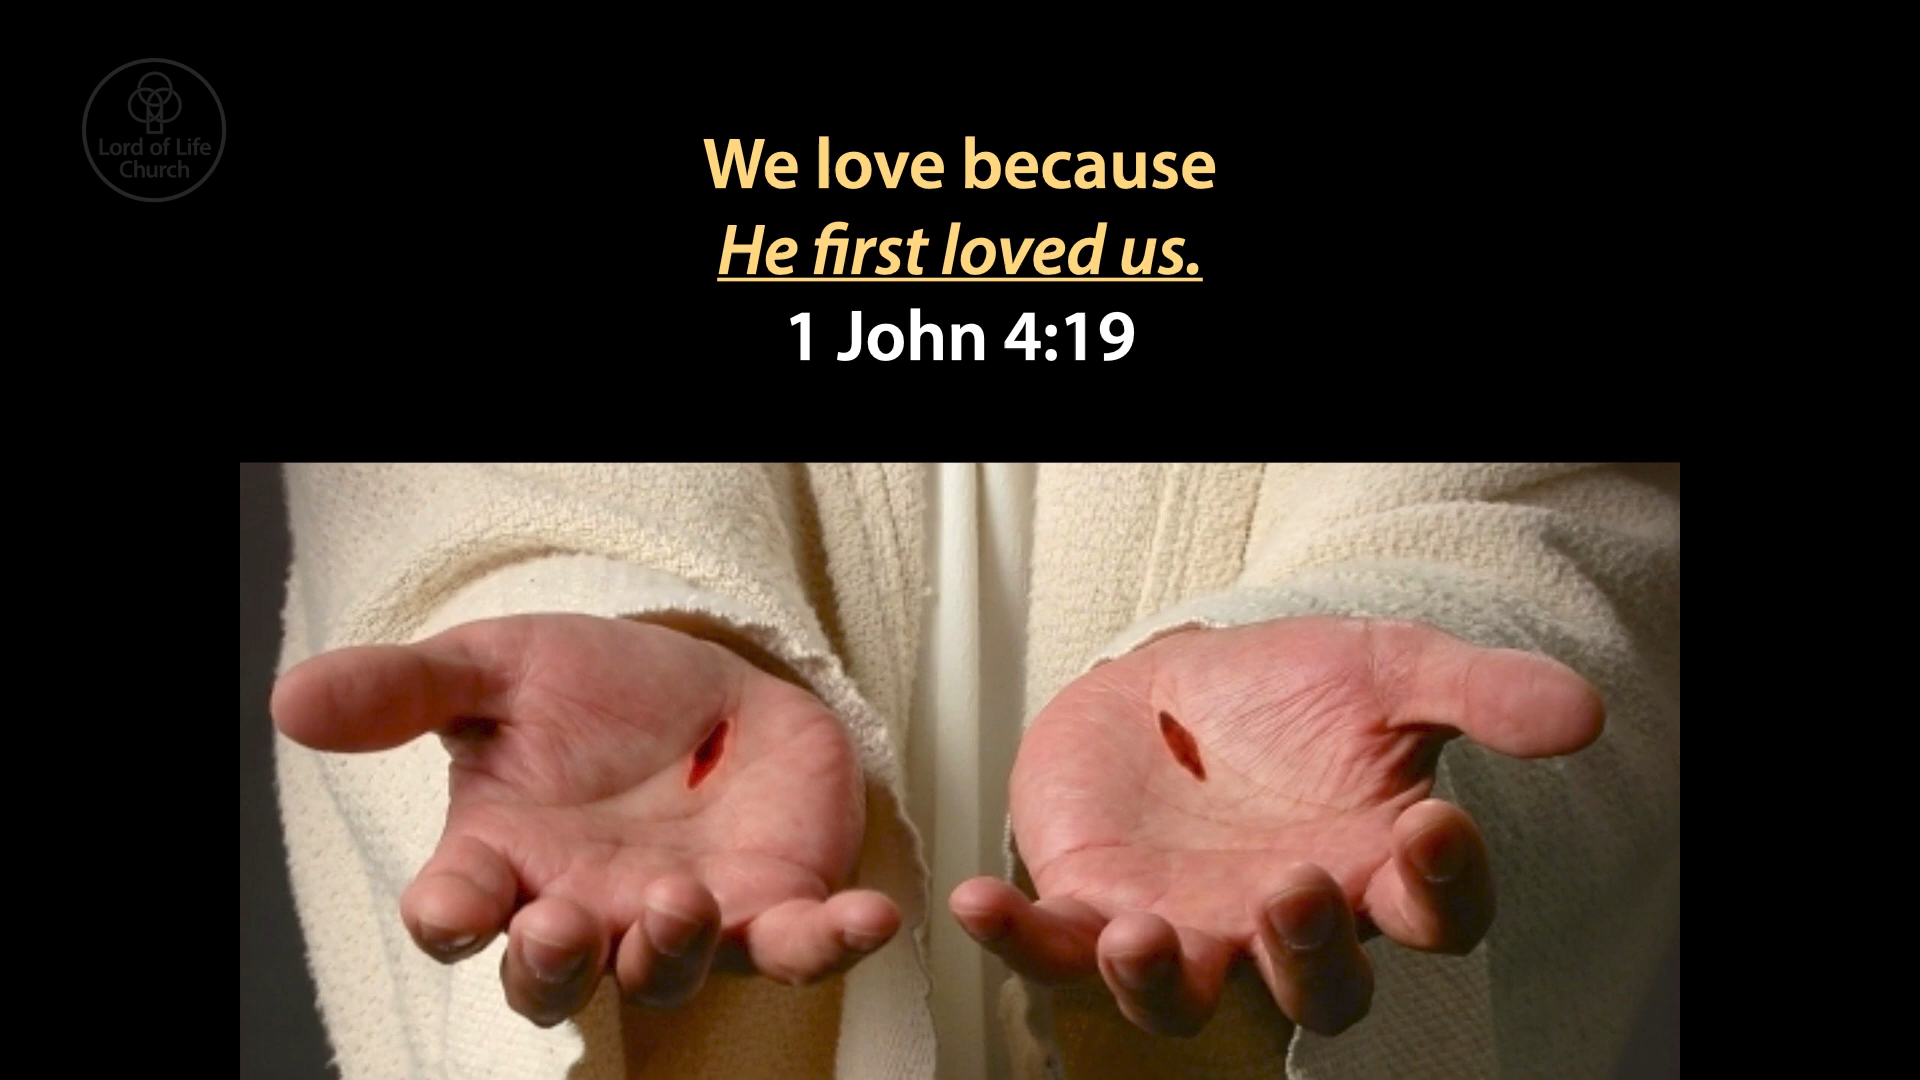 Lord of Life
Church
We love because
He first loved us.
1 John 4:19